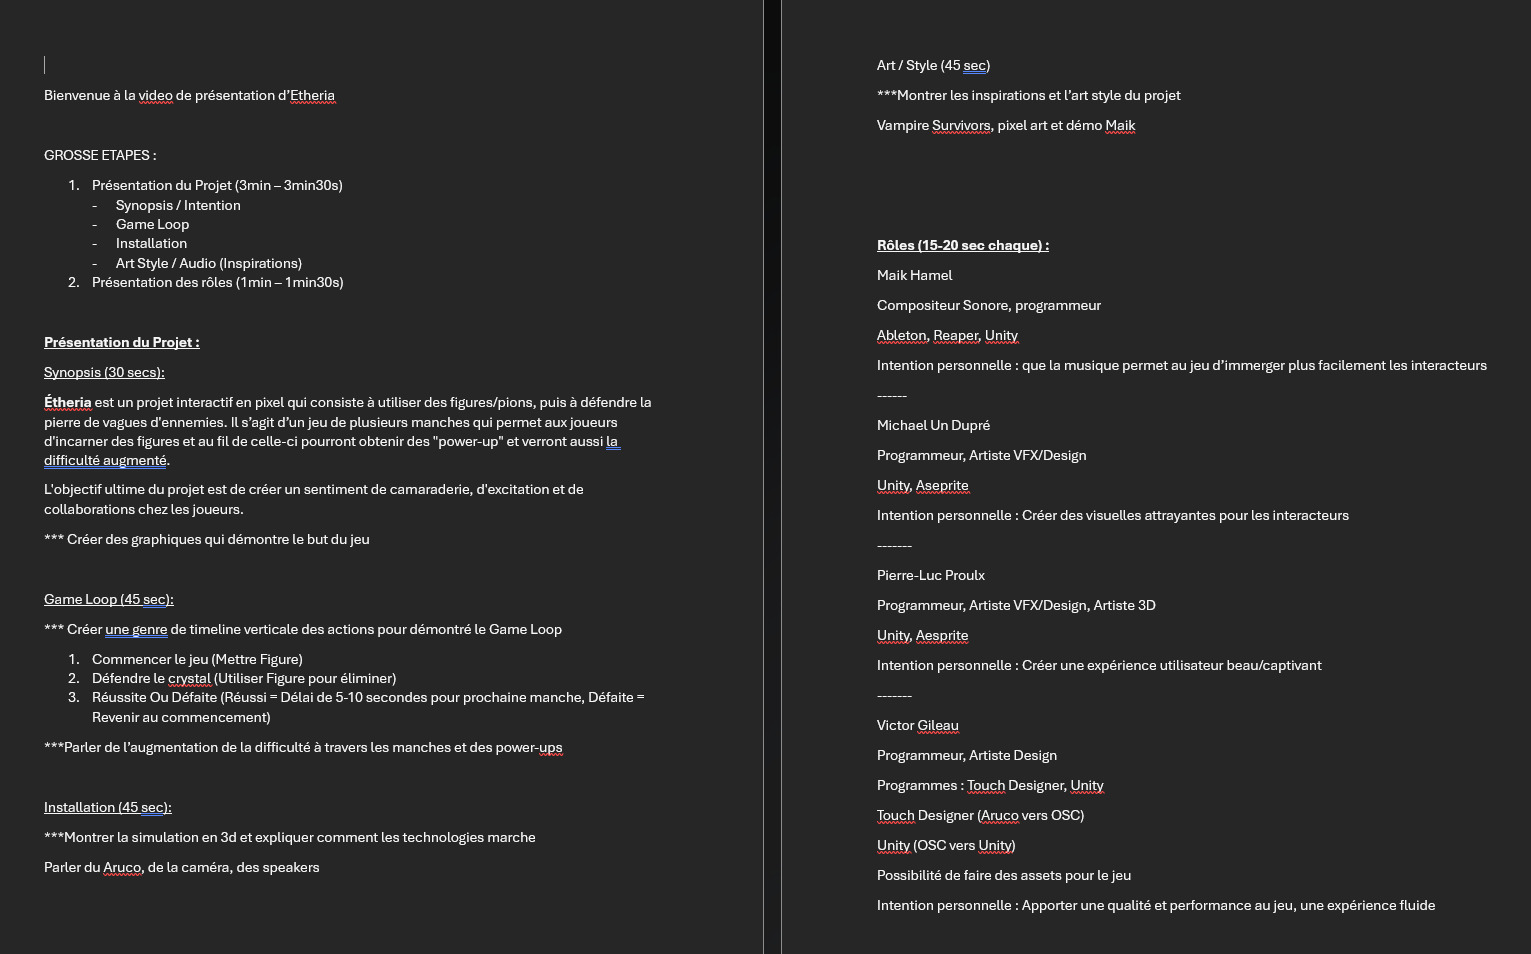 Bienvenue à la video de présentation d’Etheria
GROSSE ETAPES :
1. Présentation du Projet (3min – 3min30s)
- Synopsis / Intention
- Game Loop
- Installation
- Art Style / Audio (Inspirations)
2. Présentation des rôles (1min – 1min30s)
Présentation du Projet :
Synopsis (30 secs):
Étheria est un projet interactif en pixel qui consiste à utiliser des figures/pions, puis à défendre la
pierre de vagues d'ennemies. Il s’agit d’un jeu de plusieurs manches qui permet aux joueurs
d'incarner des figures et au fil de celle-ci pourront obtenir des "power-up" et verront aussi la
difficulté augmenté.
L'objectif ultime du projet est de créer un sentiment de camaraderie, d'excitation et de
collaborations chez les joueurs.
*** Créer des graphiques qui démontre le but du jeu
Game Loop (45 sec):
*** Créer une genre de timeline verticale des actions pour démontré le Game Loop
1. Commencer le jeu (Mettre Figure)
2. Défendre le crystal (Utiliser Figure pour éliminer)
3. Réussite Ou Défaite (Réussi = Délai de 5-10 secondes pour prochaine manche, Défaite =
Revenir au commencement)
***Parler de l’augmentation de la difficulté à travers les manches et des power-ups
Installation (45 sec):
***Montrer la simulation en 3d et expliquer comment les technologies marche
Parler du Aruco, de la caméra, des speakers
Art / Style (45 sec)
***Montrer les inspirations et l’art style du projet
Vampire Survivors, pixel art et démo Maik
Rôles (15-20 sec chaque) :
Maik Hamel
Compositeur Sonore, programmeur
Ableton, Reaper, Unity
Intention personnelle : que la musique permet au jeu d’immerger plus facilement les interacteurs
------
Michael Un Dupré
Programmeur, Artiste VFX/Design
Unity, Aseprite
Intention personnelle : Créer des visuelles attrayantes pour les interacteurs
-------
Pierre-Luc Proulx
Programmeur, Artiste VFX/Design, Artiste 3D
Unity, Aesprite
Intention personnelle : Créer une expérience utilisateur beau/captivant
-------
Victor Gileau
Programmeur, Artiste Design
Programmes : Touch Designer, Unity
Touch Designer (Aruco vers OSC)
Unity (OSC vers Unity)
Possibilité de faire des assets pour le jeu
Intention personnelle : Apporter une qualité et performance au jeu, une expérience fluide